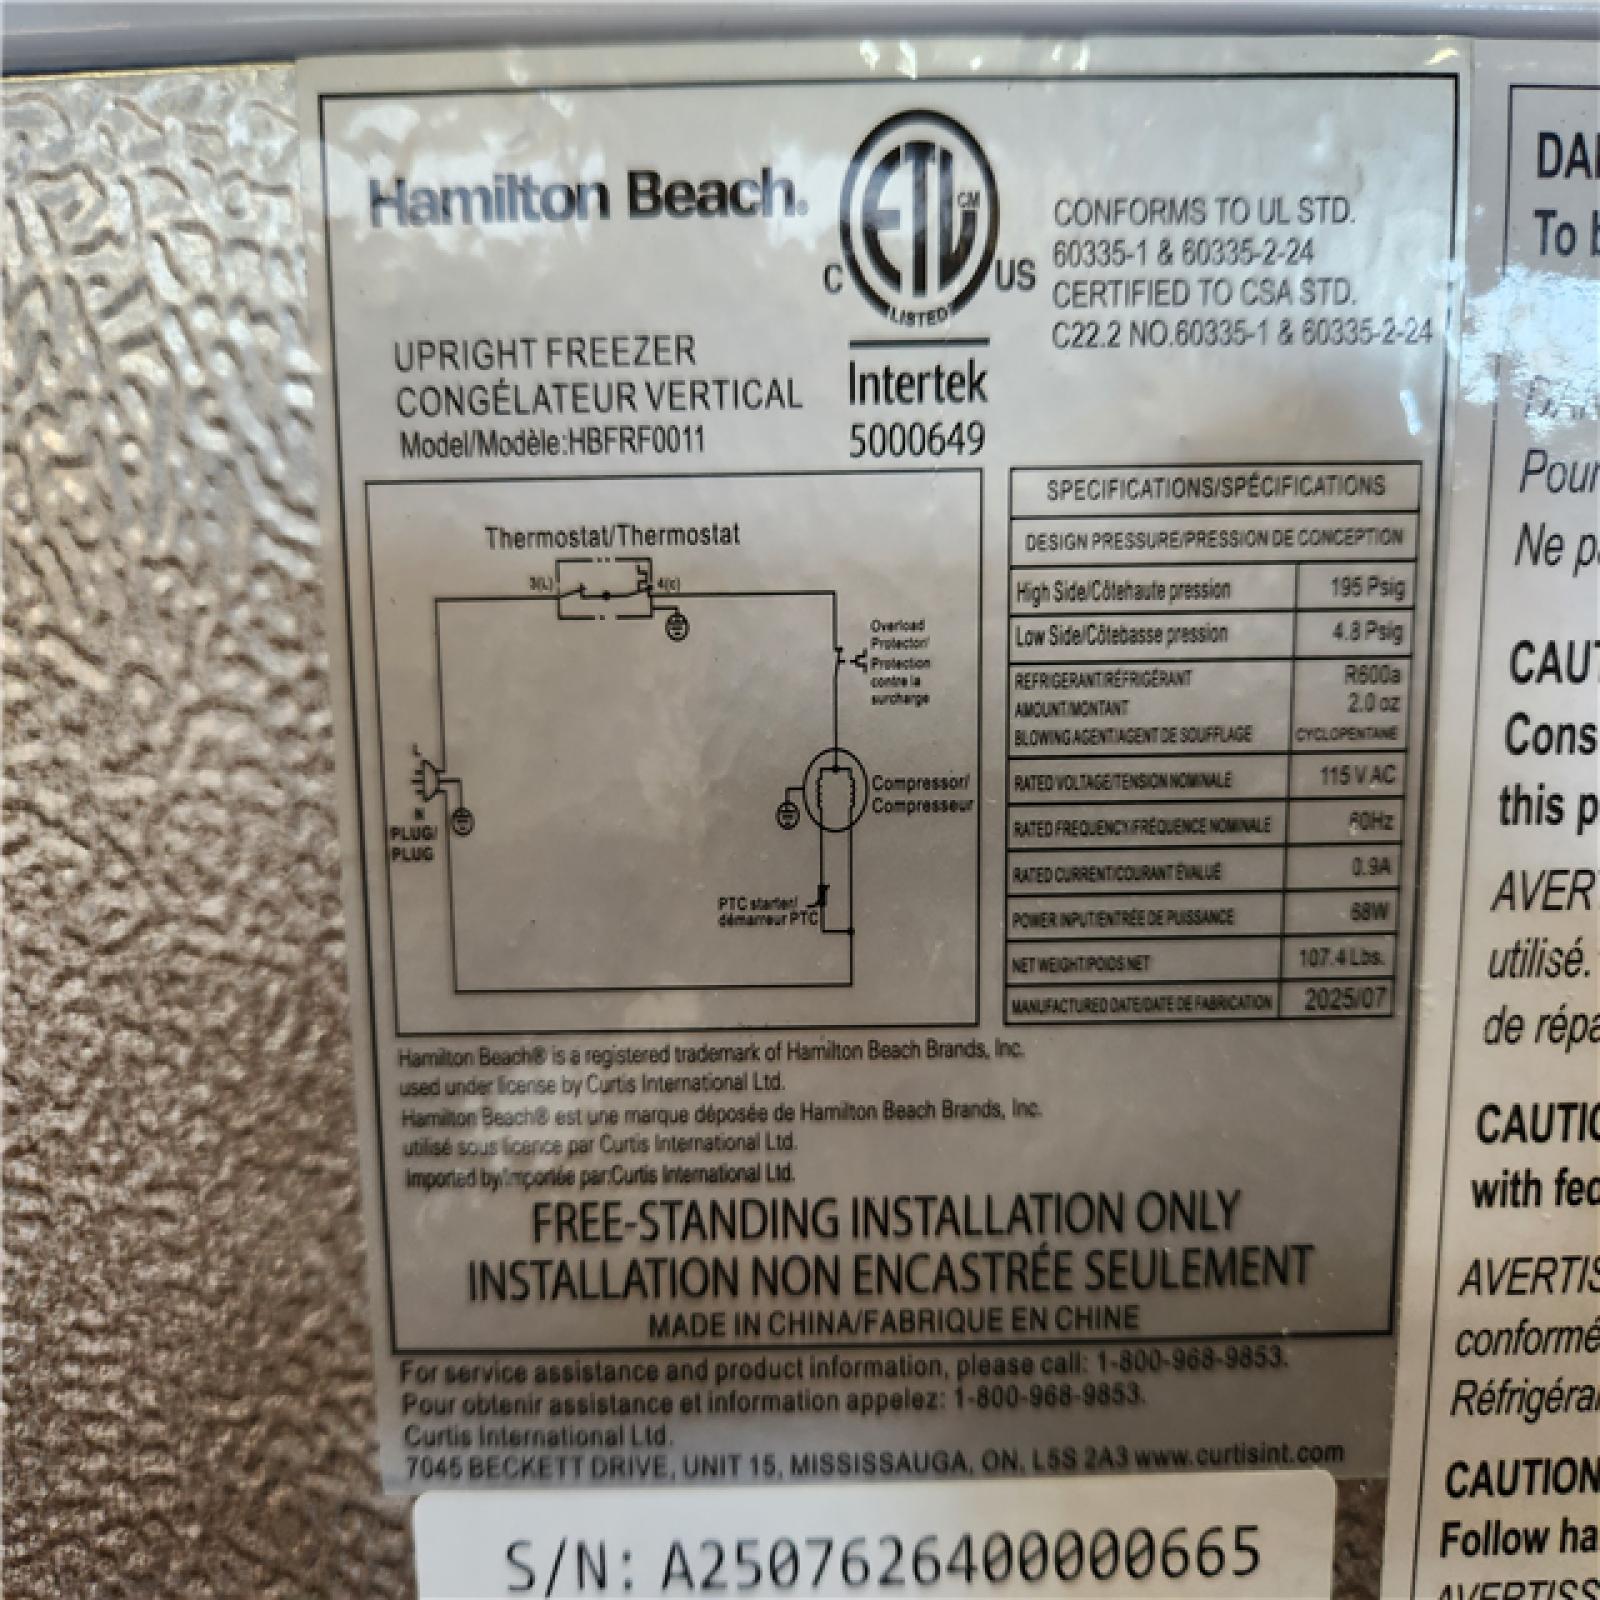 Hamilton Beach®
CM
C US
LISTED
Intertek
5000649
CONFORMS TO UL STD.
60335-1 & 60335-2-24
CERTIFIED TO CSA STD.
C22.2 NO.60335-1 & 60335-2-24
UPRIGHT FREEZER
CONGÉLATEUR VERTICAL
Model/Modèle:HBFRF0011
Thermostat/Thermostat
3(L) 4(c)
Overload
Protector/
Protection
contre la
surcharge
L
N
PLUG/
PLUG
Compressor/
Compresseur
PTC starter/
démarreur PTC
SPECIFICATIONS/SPÉCIFICATIONS
DESIGN PRESSURE/PRESSION DE CONCEPTION
High Side/Côtehaute pression 195 Psig
Low Side/Côtebasse pression 4.8 Psig
REFRIGERANT/RÉFRIGÉRANT R600a
AMOUNT/MONTANT 2.0 oz
BLOWING AGENT/AGENT DE SOUFFLAGE CYCLOPENTANE
RATED VOLTAGE/TENSION NOMINALE 115 V AC
RATED FREQUENCY/FRÉQUENCE NOMINALE 60Hz
RATED CURRENT/COURANT ÉVALUÉ 0.9A
POWER INPUT/ENTRÉE DE PUISSANCE 68W
NET WEIGHT/POIDS NET 107.4 Lbs.
MANUFACTURED DATE/DATE DE FABRICATION 2025/07
Hamilton Beach® is a registered trademark of Hamilton Beach Brands, Inc.
used under license by Curtis International Ltd.
Hamilton Beach® est une marque déposée de Hamilton Beach Brands, Inc.
utilisé sous licence par Curtis International Ltd.
Imported by/Importée par:Curtis International Ltd.
FREE-STANDING INSTALLATION ONLY
INSTALLATION NON ENCASTRÉE SEULEMENT
MADE IN CHINA/FABRIQUE EN CHINE
For service assistance and product information, please call: 1-800-968-9853.
Pour obtenir assistance et information appelez: 1-800-968-9853.
Curtis International Ltd.
7045 BECKETT DRIVE, UNIT 15, MISSISSAUGA, ON, L5S 2A3 www.curtisint.com
S/N: A2507626400000665
DAN
To b
Pour
Ne pa
CAUT
Cons
this p
AVERT
utilisé.
de répa
CAUTIO
with fed
AVERTIS
conformé
Réfrigéra
CAUTION
Follow ha
AVERTISS